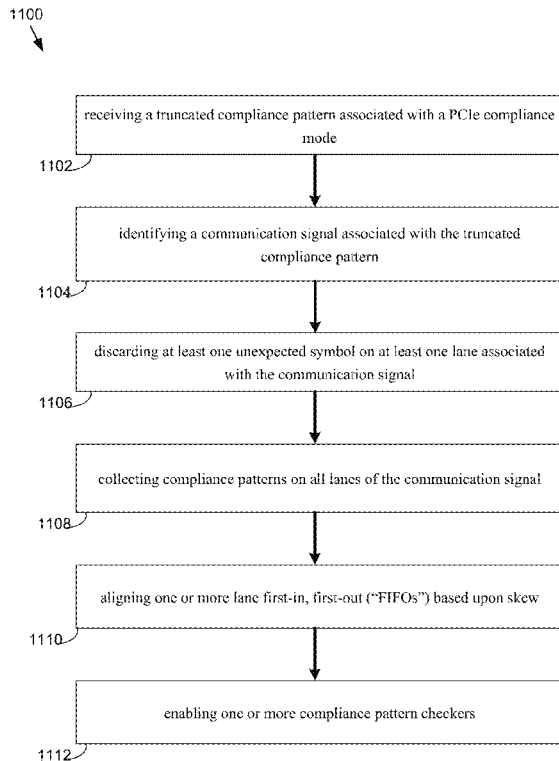 1100
receiving a truncated compliance pattern associated with a PCIe compliance
mode
1102
identifying a communication signal associated with the truncated
compliance pattern
1104
discarding at least one unexpected symbol on at least one lane associated
with the communication signal
1106
collecting compliance patterns on all lanes of the communication signal
1108
aligning one or more lane first-in, first-out (“FIFOs”) based upon skew
1110
enabling one or more compliance pattern checkers
1112